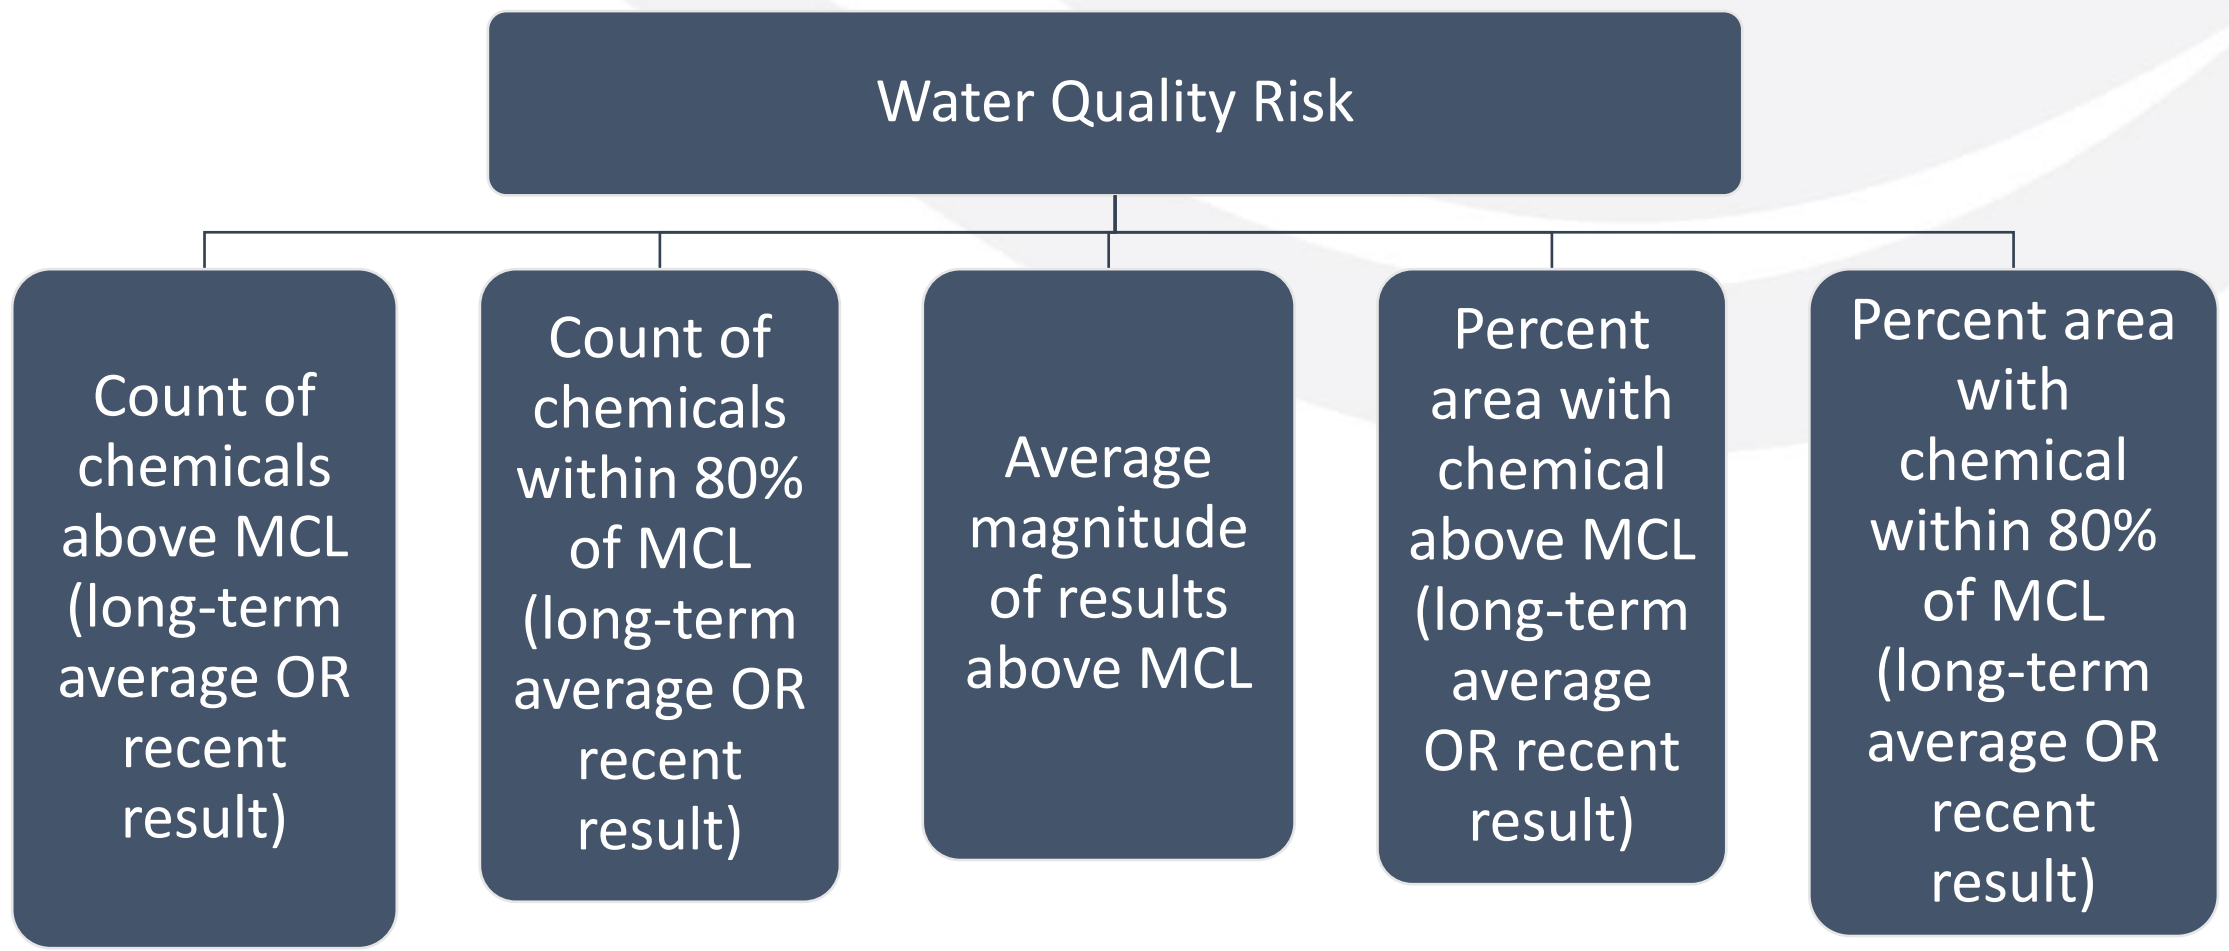 Water Quality Risk
Count of
chemicals
above MCL
(long-term
average OR
recent
result)
Count of
chemicals
within 80%
of MCL
(long-term
average OR
recent
result)
Average
magnitude
of results
above MCL
Percent
area with
chemical
above MCL
(long-term
average
OR recent
result)
Percent area
with
chemical
within 80%
of MCL
(long-term
average OR
recent
result)